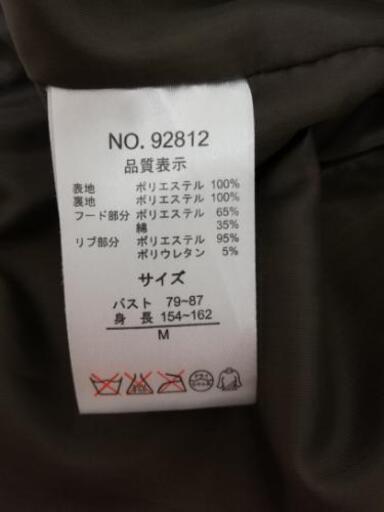 NO. 92812
品質表示
表地 ポリエステル 100%
裏地 ポリエステル 100%
フード部分 ポリエステル 65%
綿 35%
リブ部分 ポリエステル 95%
ポリウレタン 5%
サイズ
バスト 79~87
身 長 154~162
M